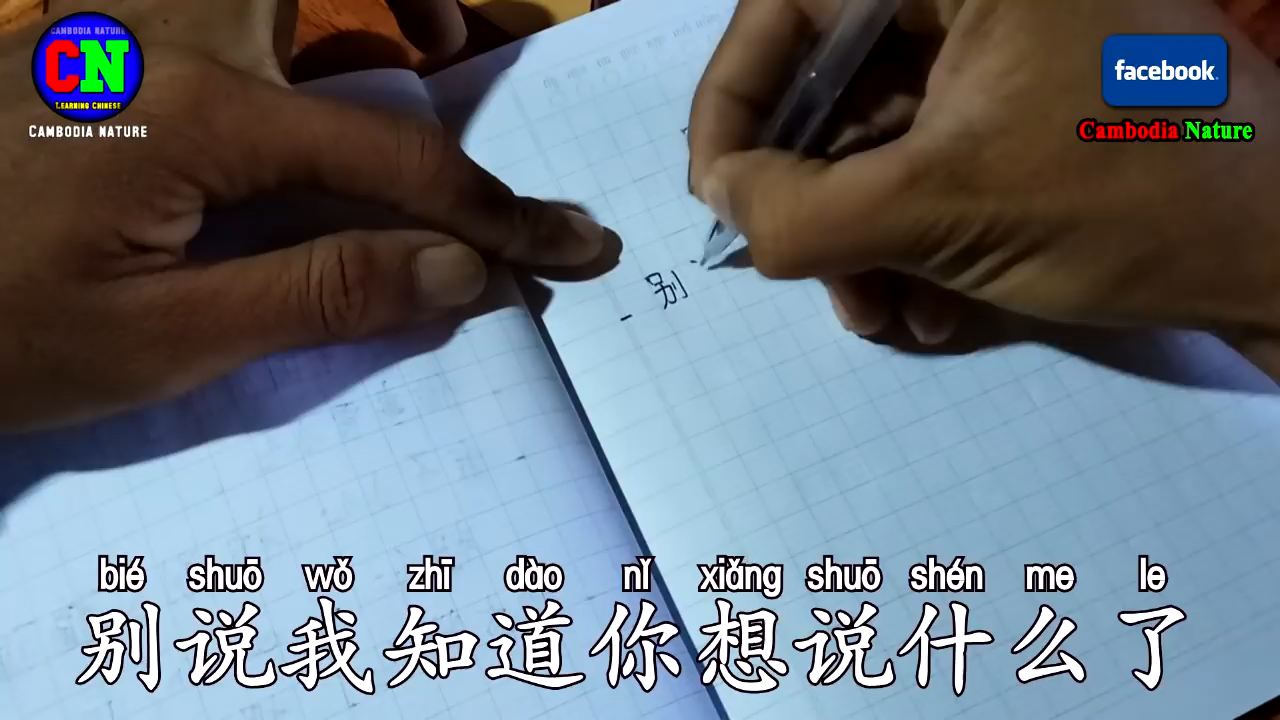 CAMBODIA NATURE
CN
LEARNING CHINESE
CAMBODIA NATURE
facebook
Cambodia Nature
- 别
bié shuō wǒ zhī dào nǐ xiǎng shuō shén me le
别说我知道你想说什么了